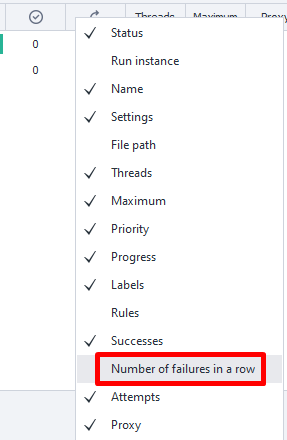 Threads Maximum Proxy
0
0
Status
Run instance
Name
Settings
File path
Threads
Maximum
Priority
Progress
Labels
Rules
Successes
Number of failures in a row
Attempts
Proxy